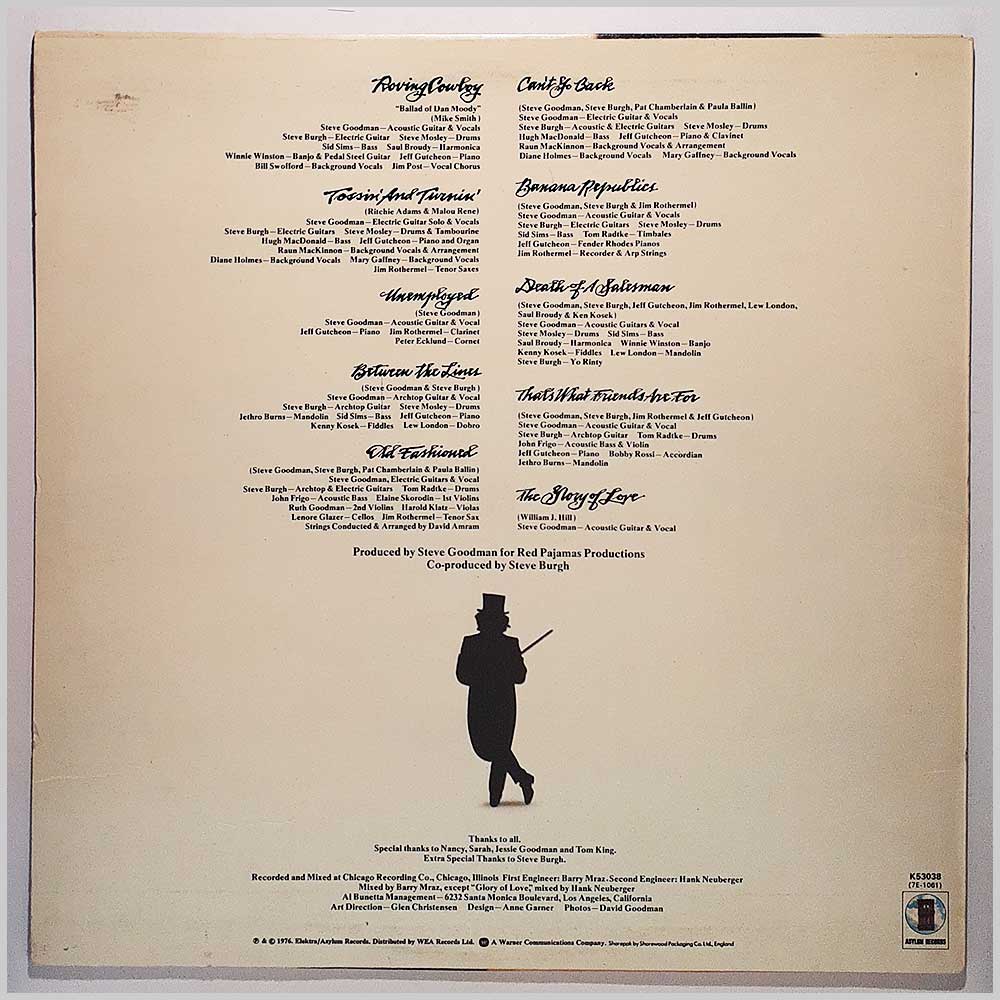 Roving Cowboy
"Ballad of Dan Moody"
(Mike Smith)
Steve Goodman—Acoustic Guitar & Vocals
Steve Burgh—Electric Guitar Steve Mosley—Drums
Sid Sims—Bass Saul Broudy—Harmonica
Winnie Winston—Banjo & Pedal Steel Guitar Jeff Gutcheon—Piano
Bill Swofford—Background Vocals Jim Post—Vocal Chorus
Tossin' And Turnin'
(Ritchie Adams & Malou Rene)
Steve Goodman—Electric Guitar Solo & Vocals
Steve Burgh—Electric Guitars Steve Mosley—Drums & Tambourine
Hugh MacDonald—Bass Jeff Gutcheon—Piano and Organ
Raun MacKinnon—Background Vocals & Arrangement
Diane Holmes—Background Vocals Mary Gaffney—Background Vocals
Jim Rothermel—Tenor Saxes
Unemployed
(Steve Goodman)
Steve Goodman—Acoustic Guitar & Vocal
Jeff Gutcheon—Piano Jim Rothermel—Clarinet
Peter Ecklund—Cornet
Between the Lines
(Steve Goodman & Steve Burgh)
Steve Goodman—Archtop Guitar & Vocal
Steve Burgh—Archtop Guitar Steve Mosley—Drums
Jethro Burns—Mandolin Sid Sims—Bass Jeff Gutcheon—Piano
Kenny Kosek—Fiddles Lew London—Dobro
Old Fashioned
(Steve Goodman, Steve Burgh, Pat Chamberlain & Paula Ballin)
Steve Goodman, Electric Guitars & Vocal
Steve Burgh—Archtop & Electric Guitars Tom Radtke—Drums
John Frigo—Acoustic Bass Elaine Skorodin—1st Violins
Ruth Goodman—2nd Violins Harold Klatz—Violas
Lenore Glazer—Cellos Jim Rothermel—Tenor Sax
Strings Conducted & Arranged by David Amram
Can't Go Back
(Steve Goodman, Steve Burgh, Pat Chamberlain & Paula Ballin)
Steve Goodman—Electric Guitar & Vocals
Steve Burgh—Acoustic & Electric Guitars Steve Mosley—Drums
Hugh MacDonald—Bass Jeff Gutcheon—Piano & Clavinet
Raun MacKinnon—Background Vocals & Arrangement
Diane Holmes—Background Vocals Mary Gaffney—Background Vocals
Banana Republics
(Steve Goodman, Steve Burgh & Jim Rothermel)
Steve Goodman—Acoustic Guitar & Vocals
Steve Burgh—Electric Guitars Steve Mosley—Drums
Sid Sims—Bass Tom Radtke—Timbales
Jeff Gutcheon—Fender Rhodes Pianos
Jim Rothermel—Recorder & Arp Strings
Death of A Salesman
(Steve Goodman, Steve Burgh, Jeff Gutcheon, Jim Rothermel, Lew London,
Saul Broudy & Ken Kosek)
Steve Goodman—Acoustic Guitars & Vocal
Steve Mosley—Drums Sid Sims—Bass
Saul Broudy—Harmonica Winnie Winston—Banjo
Kenny Kosek—Fiddles Lew London—Mandolin
Steve Burgh—Yo Rinty
That's What Friends Are For
(Steve Goodman, Steve Burgh, Jim Rothermel & Jeff Gutcheon)
Steve Goodman—Acoustic Guitar & Vocal
Steve Burgh—Archtop Guitar Tom Radtke—Drums
John Frigo—Acoustic Bass & Violin
Jeff Gutcheon—Piano Bobby Rossi—Accordian
Jethro Burns—Mandolin
The Glory of Love
(William J. Hill)
Steve Goodman—Acoustic Guitar & Vocal
Produced by Steve Goodman for Red Pajamas Productions
Co-produced by Steve Burgh
Thanks to all.
Special thanks to Nancy, Sarah, Jessie Goodman and Tom King.
Extra Special Thanks to Steve Burgh.
Recorded and Mixed at Chicago Recording Co., Chicago, Illinois First Engineer: Barry Mraz. Second Engineer: Hank Neuberger
Mixed by Barry Mraz, except "Glory of Love," mixed by Hank Neuberger
Al Bunetta Management—6232 Santa Monica Boulevard, Los Angeles, California
Art Direction—Glen Christensen Design—Anne Garner Photos—David Goodman
℗ & © 1976. Elektra/Asylum Records. Distributed by WEA Records Ltd. A Warner Communications Company. Shorepak by Shorewood Packaging Co. Ltd., England
K53038
(7E-1061)
ASYLUM RECORDS